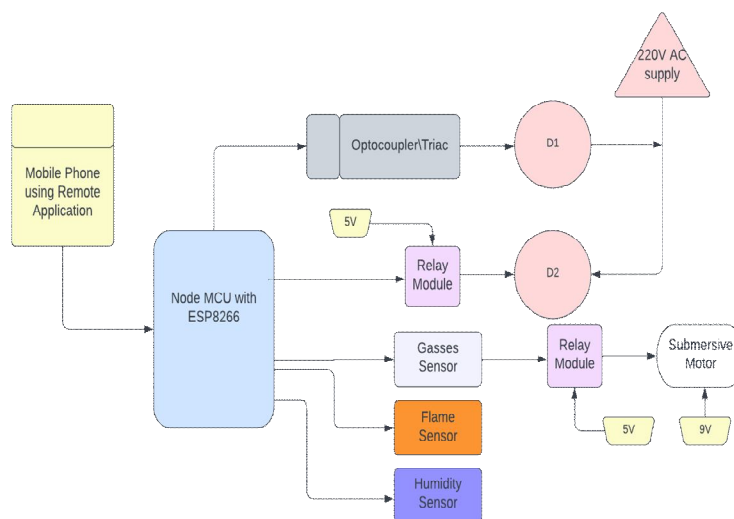 220V AC
supply
Mobile Phone
using Remote
Application
Optocoupler\Triac
D1
5V
Relay
Module
D2
Node MCU with
ESP8266
Gasses
Sensor
Relay
Module
Submersive
Motor
Flame
Sensor
5V
9V
Humidity
Sensor